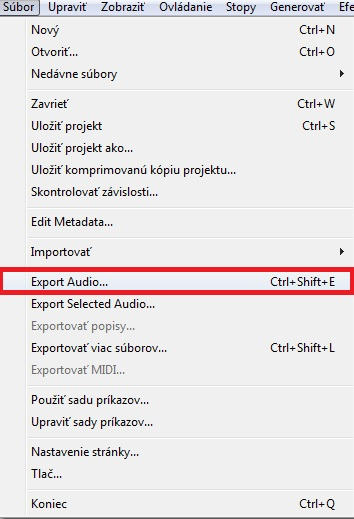 Súbor Upraviť Zobraziť Ovládanie Stopy Generovať Efe
Nový Ctrl+N
Otvoriť... Ctrl+O
Nedávne súbory
Zavrieť Ctrl+W
Uložiť projekt Ctrl+S
Uložiť projekt ako...
Uložiť komprimovanú kópiu projektu...
Skontrolovať závislosti...
Edit Metadata...
Importovať
Export Audio... Ctrl+Shift+E
Export Selected Audio...
Exportovať popisy...
Exportovať viac súborov... Ctrl+Shift+L
Exportovať MIDI...
Použiť sadu príkazov...
Upraviť sady príkazov...
Nastavenie stránky...
Tlač...
Koniec Ctrl+Q